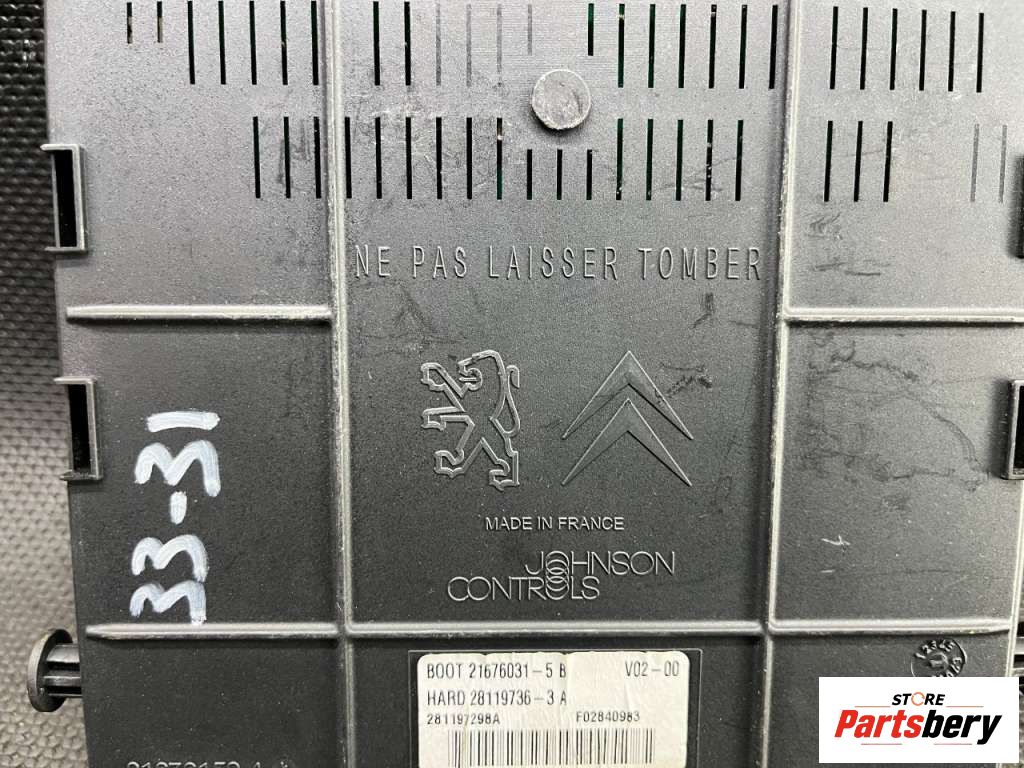 NE PAS LAISSER TOMBER
33-31
MADE IN FRANCE
JOHNSON
CONTROLS
BOOT 21676031-5 B V02-00
HARD 28119736-3 A
281197298A F02840983
STORE
Partsbery